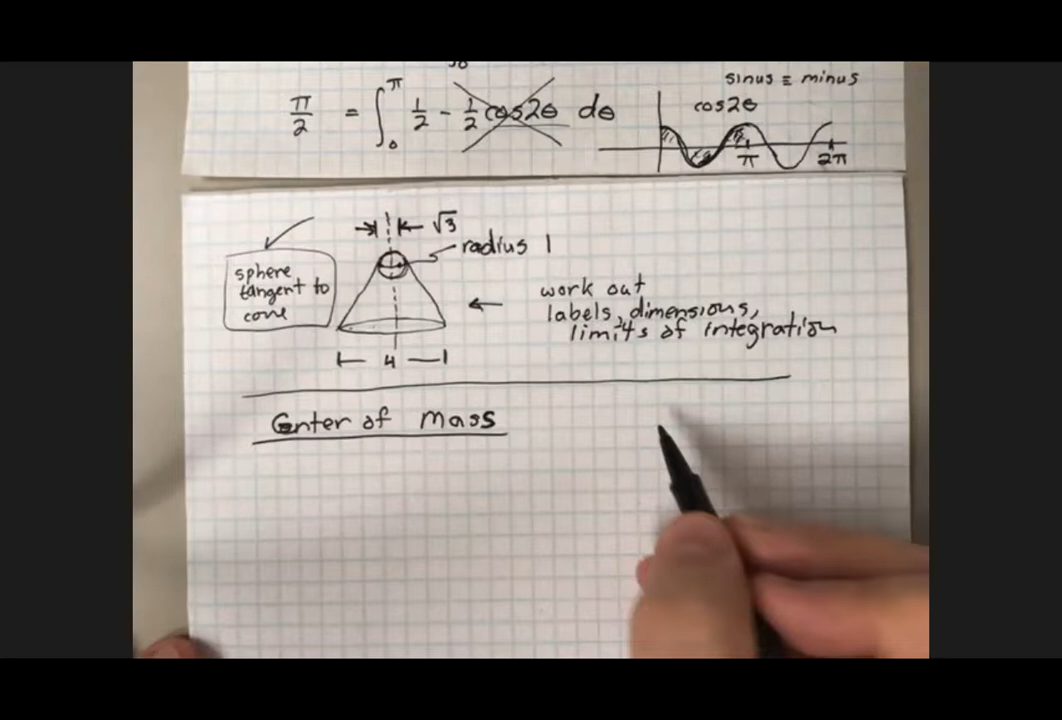 sinus ≡ minus
π/2 = ∫₀^π 1/2 - 1/2 cos2θ dθ
cos2θ
π
2π
√3
radius 1
sphere
tangent to
cone
work out
labels, dimensions,
limits of integration
4
Center of Mass